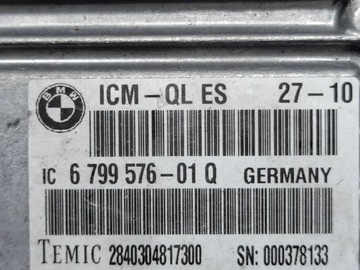 BMW
ICM-QL ES 27-10
IC 6 799 576-01 Q GERMANY
TEMIC 2840304817300 SN: 000378133